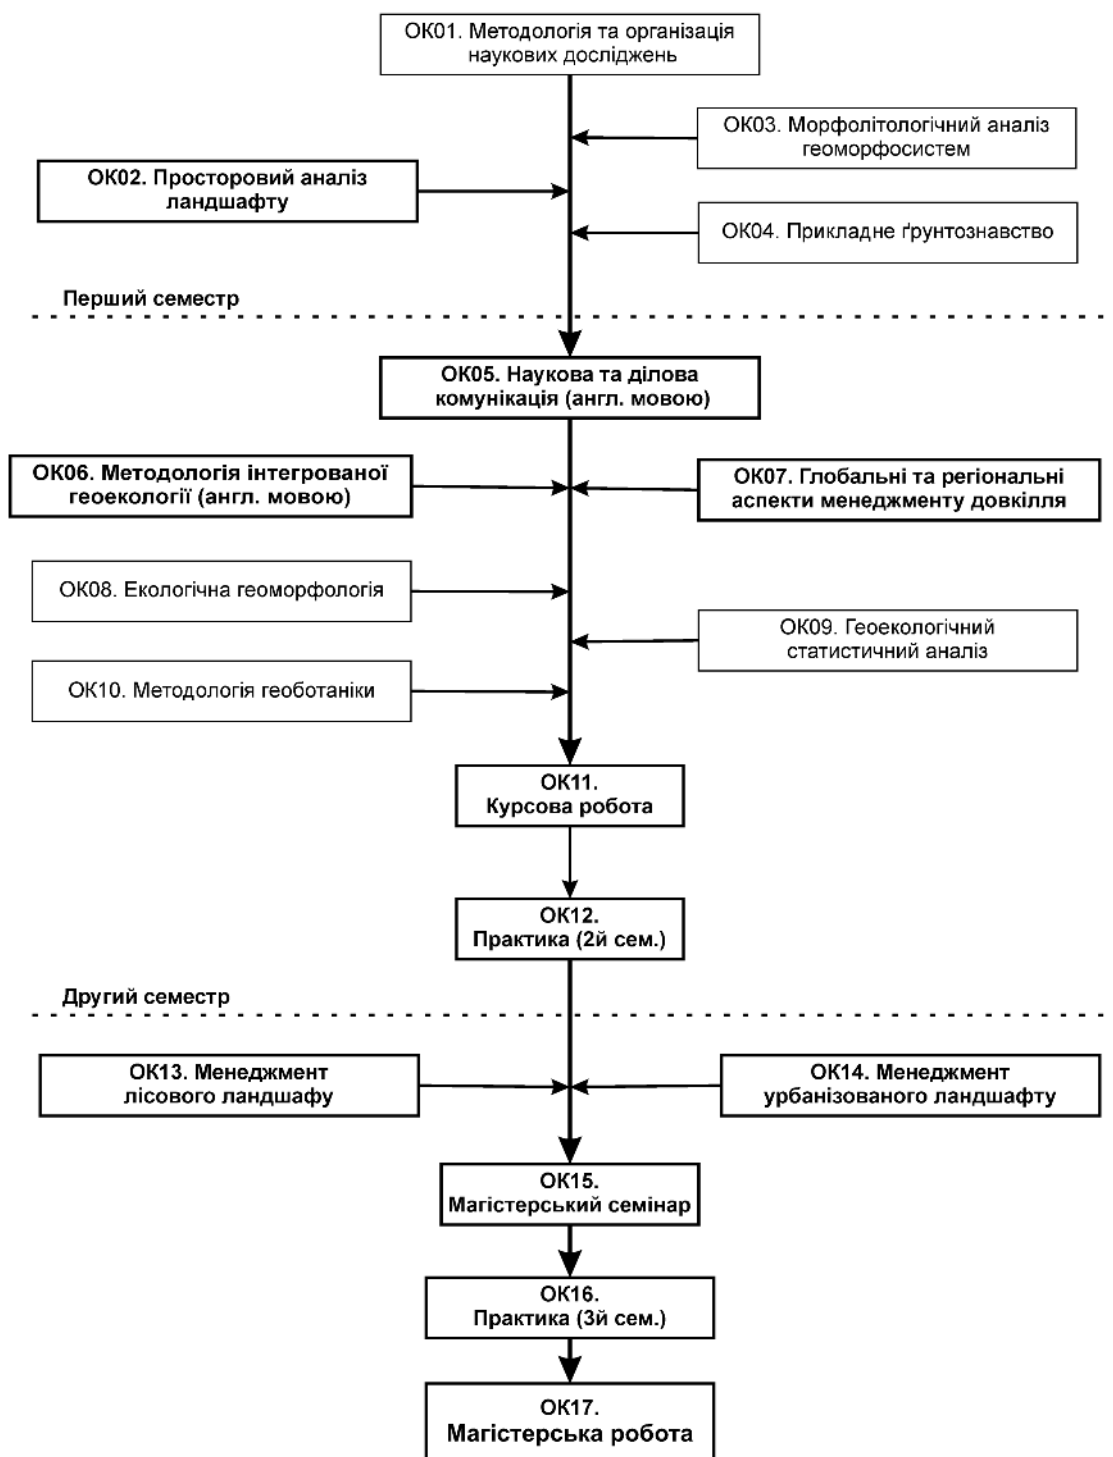 ОК01. Методологія та організація
наукових досліджень
ОК03. Морфолітологічний аналіз
геоморфосистем
ОК02. Просторовий аналіз
ландшафту
ОК04. Прикладне ґрунтознавство
Перший семестр
ОК05. Наукова та ділова
комунікація (англ. мовою)
ОК06. Методологія інтегрованої
геоекології (англ. мовою)
ОК07. Глобальні та регіональні
аспекти менеджменту довкілля
ОК08. Екологічна геоморфологія
ОК09. Геоекологічний
статистичний аналіз
ОК10. Методологія геоботаніки
ОК11.
Курсова робота
ОК12.
Практика (2й сем.)
Другий семестр
ОК13. Менеджмент
лісового ландшафу
ОК14. Менеджмент
урбанізованого ландшафту
ОК15.
Магістерський семінар
ОК16.
Практика (3й сем.)
ОК17.
Магістерська робота